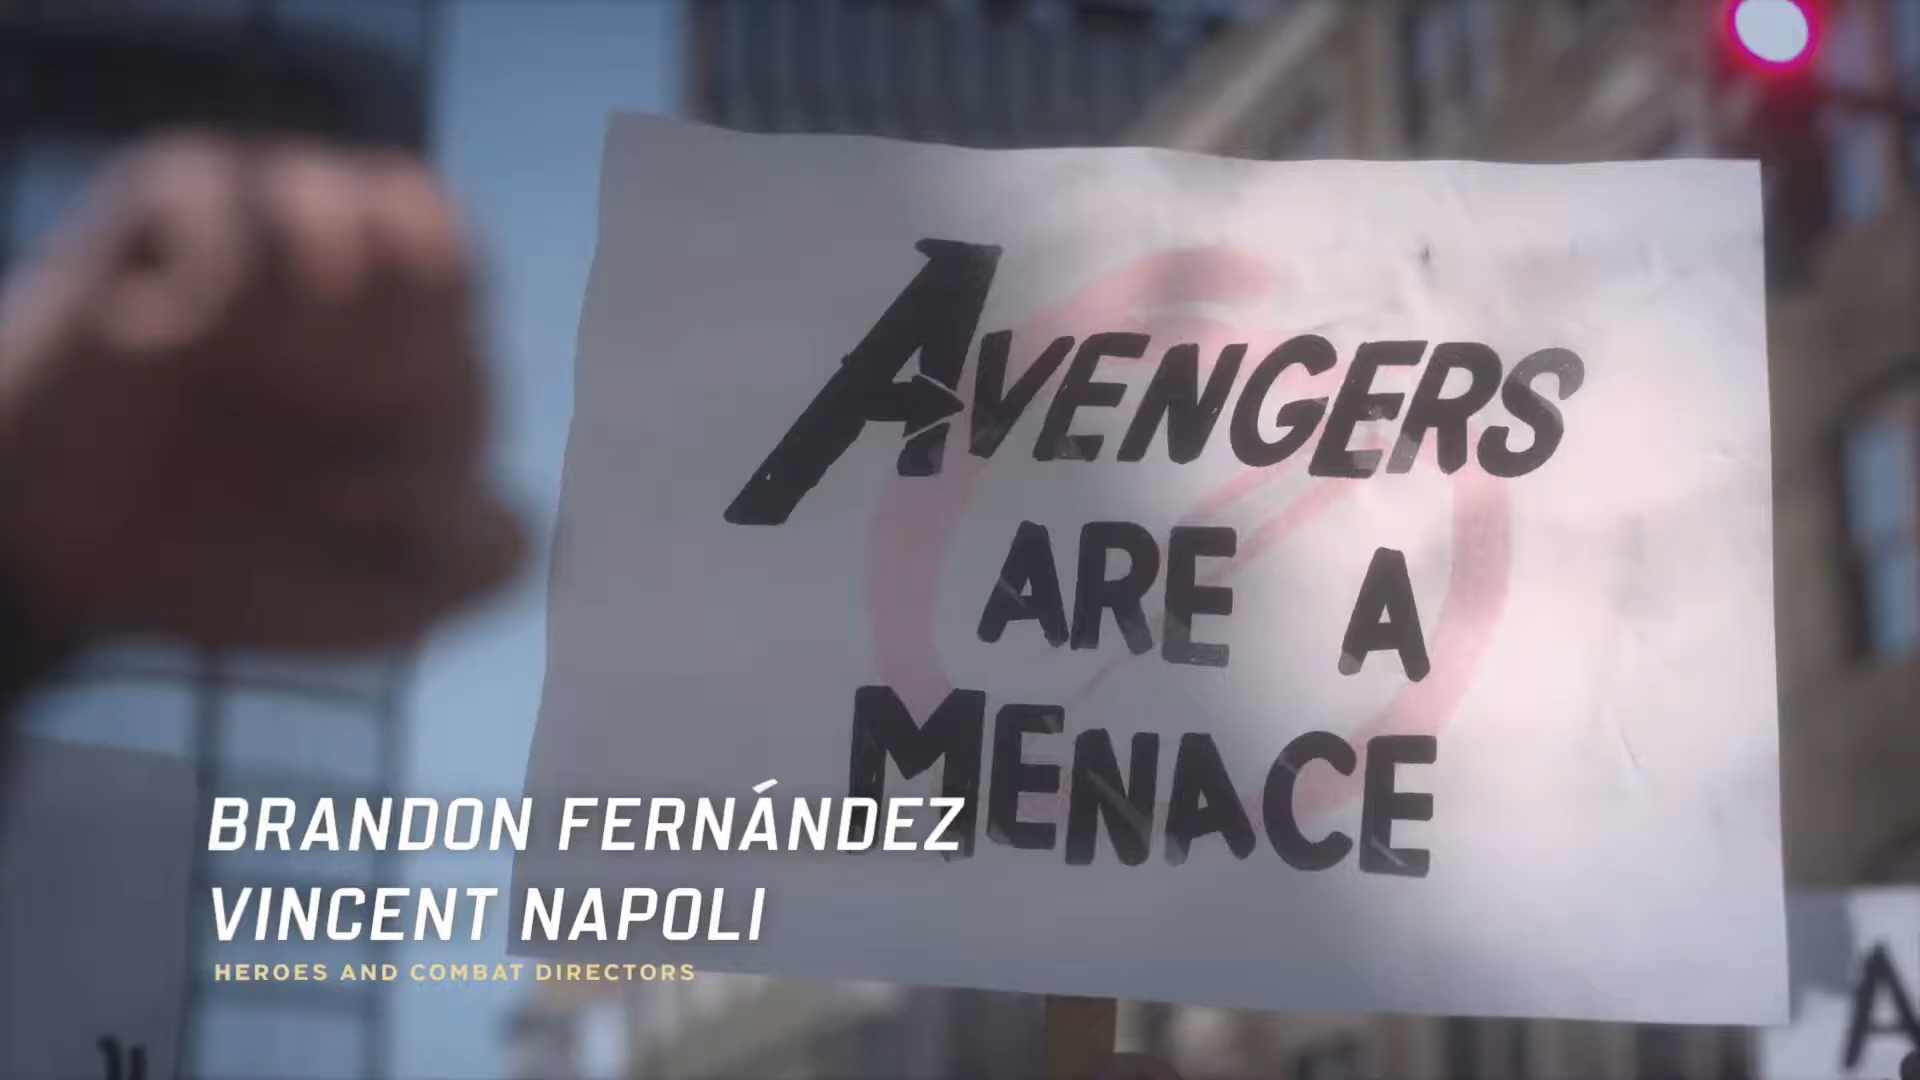 AVENGERS
ARE A
MENACE
BRANDON FERNÁNDEZ
VINCENT NAPOLI
HEROES AND COMBAT DIRECTORS
A